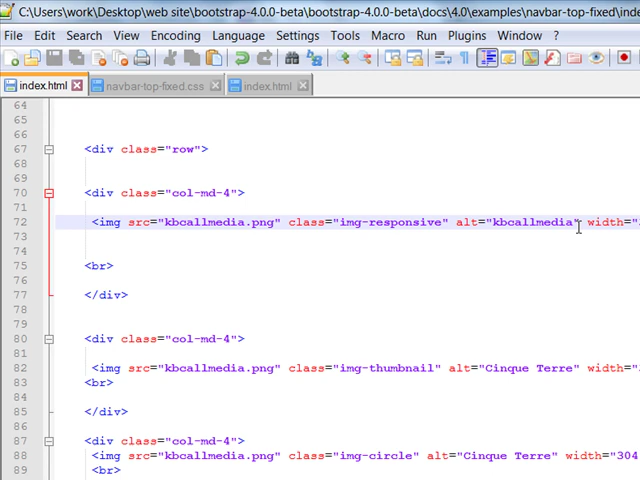 C:\Users\work\Desktop\web site\bootstrap-4.0.0-beta\bootstrap-4.0.0-beta\docs\4.0\examples\navbar-top-fixed\inde
File Edit Search View Encoding Language Settings Tools Macro Run Plugins Window ?
index.html navbar-top-fixed.css index.html
64
65
66
67 <div class="row">
68
69
70 <div class="col-md-4">
71
72 <img src="kbcallmedia.png" class="img-responsive" alt="kbcallmedia" width="
73
74
75 <br>
76
77 </div>
78
79
80 <div class="col-md-4">
81
82 <img src="kbcallmedia.png" class="img-thumbnail" alt="Cinque Terre" width="
83 <br>
84
85 </div>
86
87 <div class="col-md-4">
88 <img src="kbcallmedia.png" class="img-circle" alt="Cinque Terre" width="304
89 <br>